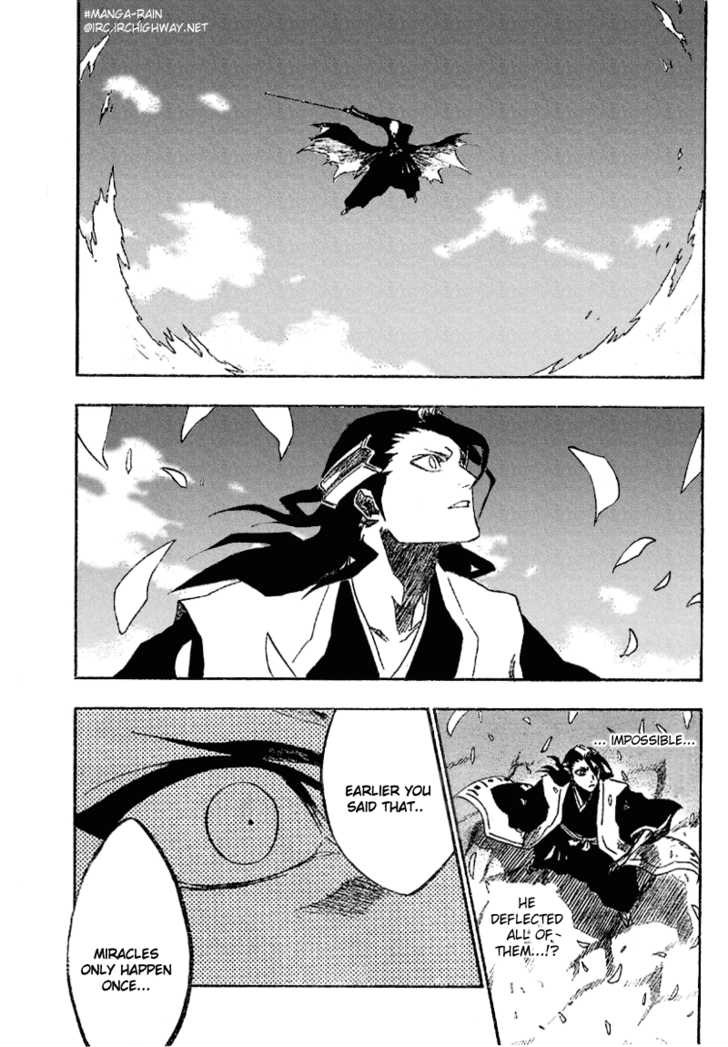 #MANGA-RAIN
@IRC.IRCHIGHWAY.NET
... IMPOSSIBLE...
HE
DEFLECTED
ALL OF
THEM...!?
EARLIER YOU
SAID THAT..
MIRACLES
ONLY HAPPEN
ONCE...